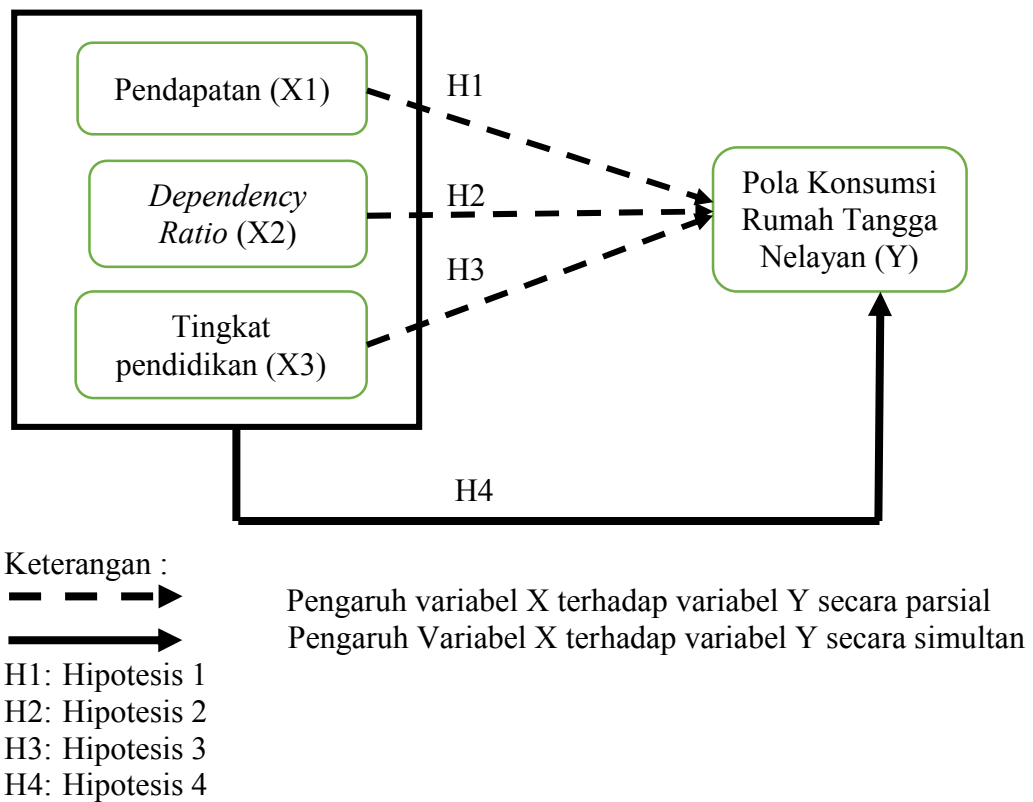 Pendapatan (X1)
H1
Dependency
Ratio (X2)
H2
Tingkat
pendidikan (X3)
H3
Pola Konsumsi
Rumah Tangga
Nelayan (Y)
H4
Keterangan :
Pengaruh variabel X terhadap variabel Y secara parsial
Pengaruh Variabel X terhadap variabel Y secara simultan
H1: Hipotesis 1
H2: Hipotesis 2
H3: Hipotesis 3
H4: Hipotesis 4